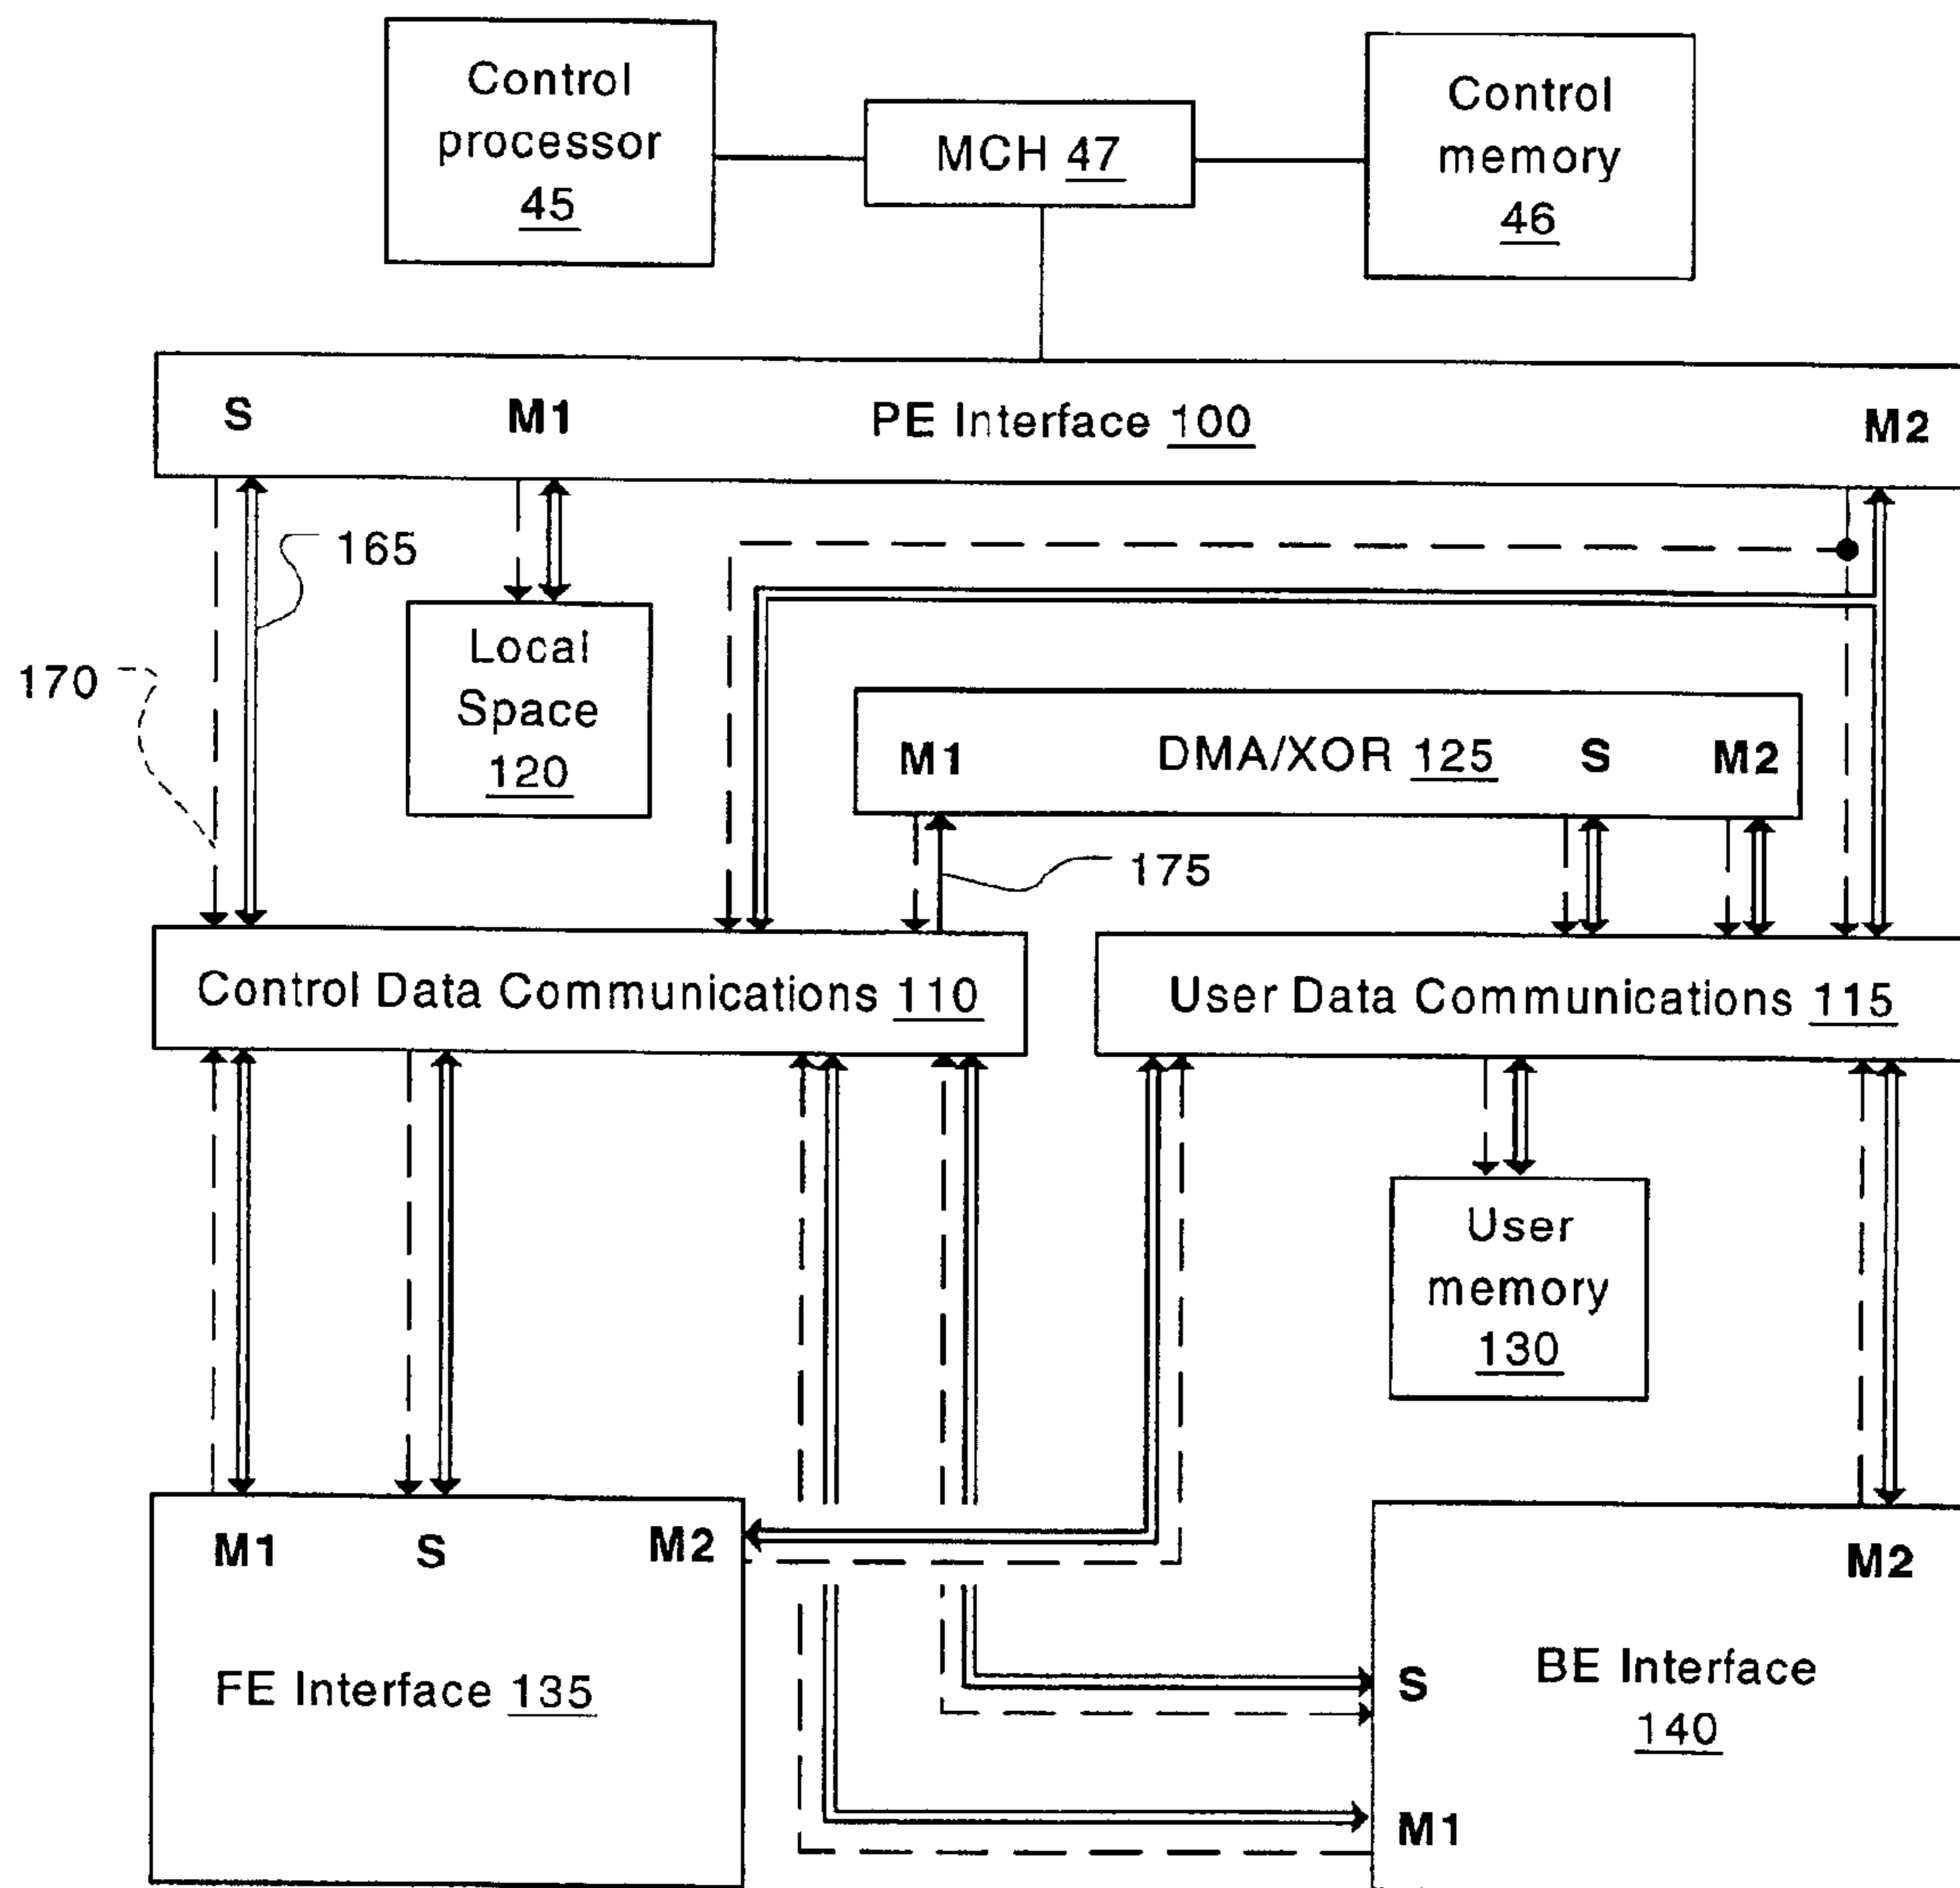 Control
processor
45
MCH 47
Control
memory
46
S
M1
PE Interface 100
M2
165
170
Local
Space
120
M1
DMA/XOR 125
S
M2
175
Control Data Communications 110
User Data Communications 115
User
memory
130
M1
S
M2
FE Interface 135
M2
BE Interface
140
S
M1